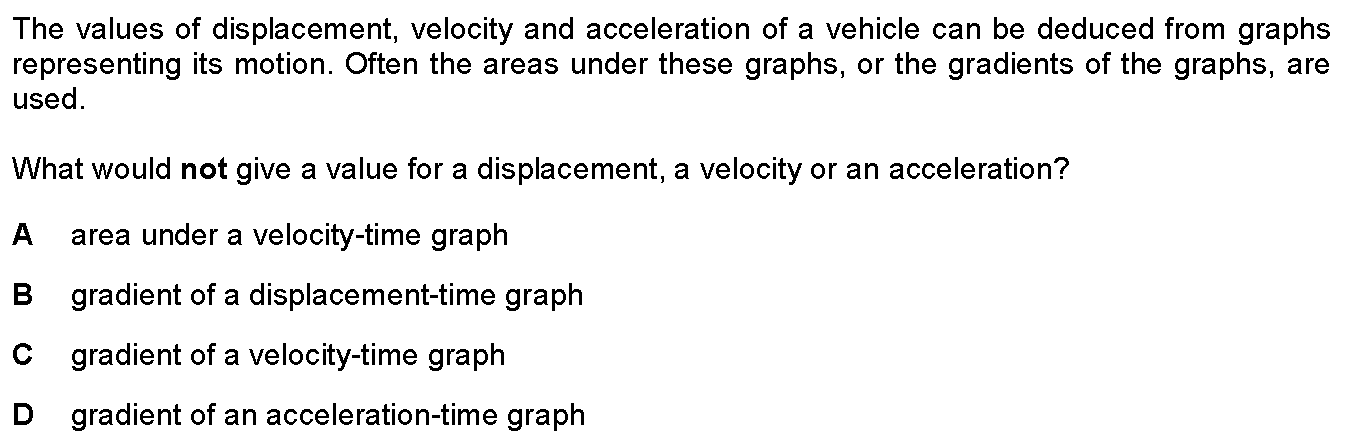 The values of displacement, velocity and acceleration of a vehicle can be deduced from graphs
representing its motion. Often the areas under these graphs, or the gradients of the graphs, are
used.
What would not give a value for a displacement, a velocity or an acceleration?
A area under a velocity-time graph
B gradient of a displacement-time graph
C gradient of a velocity-time graph
D gradient of an acceleration-time graph